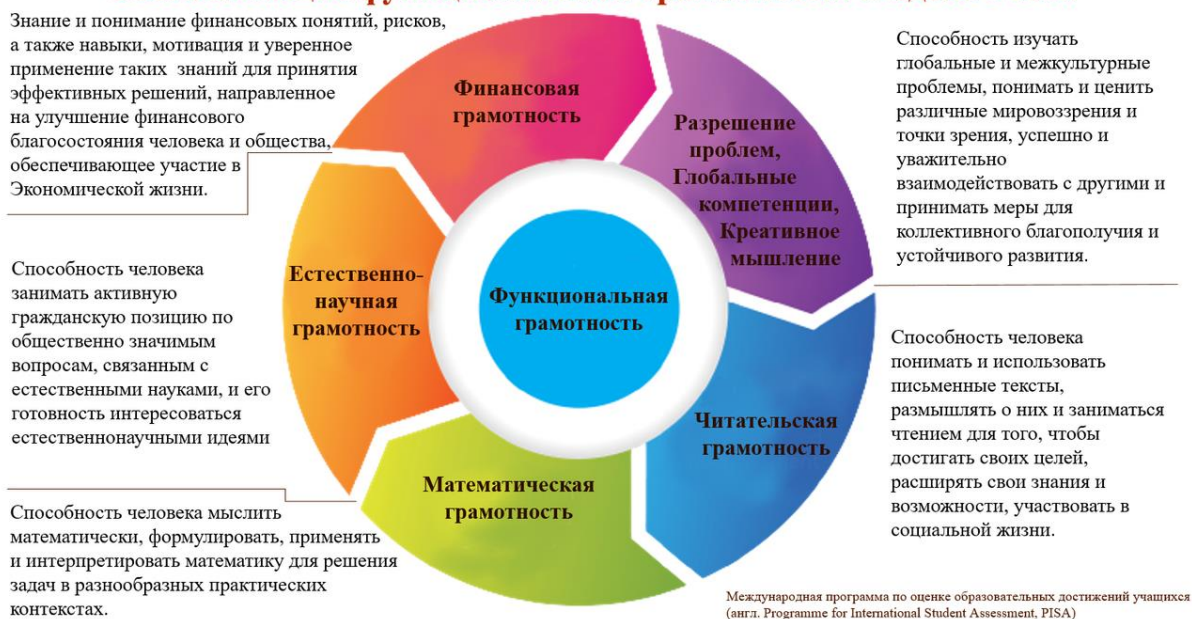 Знание и понимание финансовых понятий, рисков,
а также навыки, мотивация и уверенное
применение таких знаний для принятия
эффективных решений, направленное
на улучшение финансового
благосостояния человека и общества,
обеспечивающее участие в
Экономической жизни.
Финансовая
грамотность
Разрешение
проблем,
Глобальные
компетенции,
Креативное
мышление
Способность изучать
глобальные и межкультурные
проблемы, понимать и ценить
различные мировоззрения и
точки зрения, успешно и
уважительно
взаимодействовать с другими и
принимать меры для
коллективного благополучия и
устойчивого развития.
Способность человека
занимать активную
гражданскую позицию по
общественно значимым
вопросам, связанным с
естественными науками, и его
готовность интересоваться
естественнонаучными идеями
Естественно-
научная
грамотность
Функциональная
грамотность
Читательская
грамотность
Способность человека
понимать и использовать
письменные тексты,
размышлять о них и заниматься
чтением для того, чтобы
достигать своих целей,
расширять свои знания и
возможности, участвовать в
социальной жизни.
Математическая
грамотность
Способность человека мыслить
математически, формулировать, применять
и интерпретировать математику для решения
задач в разнообразных практических
контекстах.
Международная программа по оценке образовательных достижений учащихся
(англ. Programme for International Student Assessment, PISA)